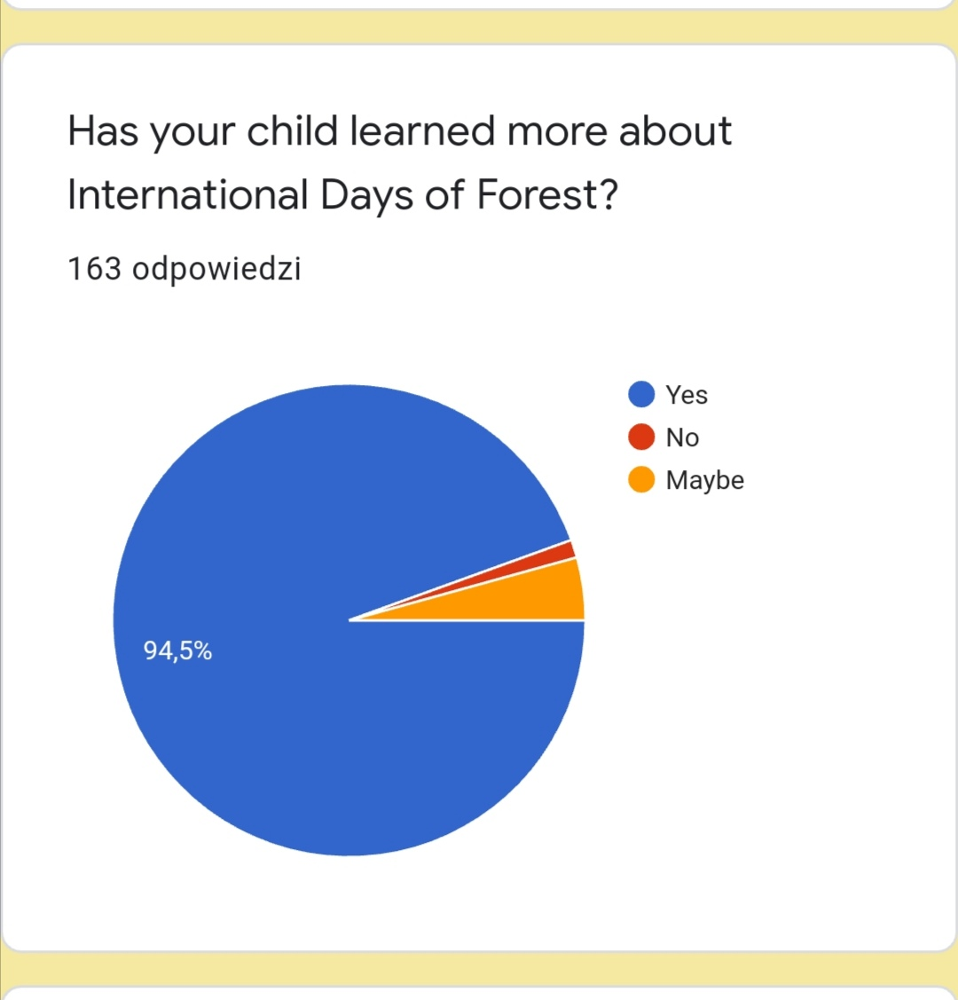 Has your child learned more about
International Days of Forest?
163 odpowiedzi
Yes
No
Maybe
94,5%